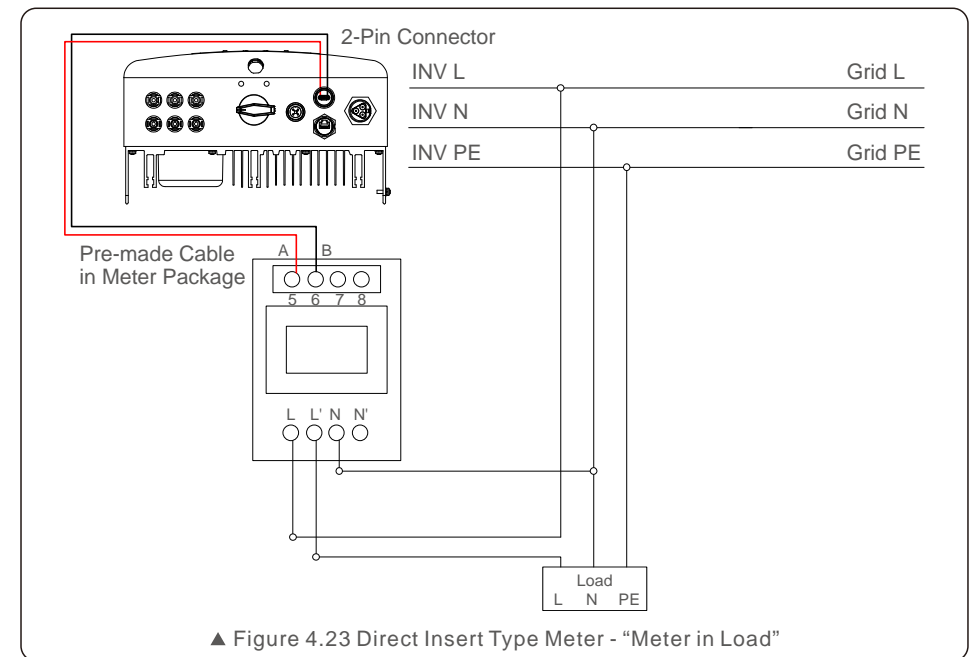 2-Pin Connector
INV L Grid L
INV N Grid N
INV PE Grid PE
Pre-made Cable
in Meter Package
A B
5 6 7 8
L L' N N'
Load
L N PE
▲ Figure 4.23 Direct Insert Type Meter - “Meter in Load”